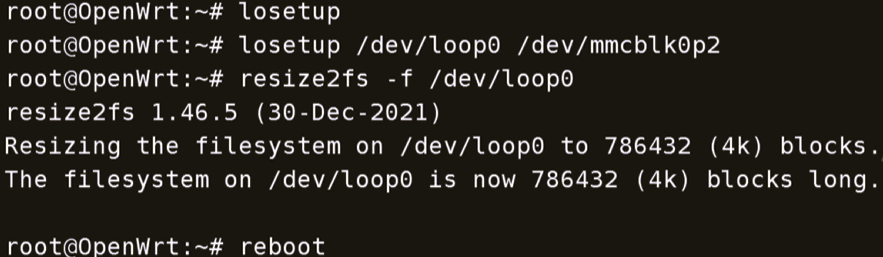 root@OpenWrt:~# losetup
root@OpenWrt:~# losetup /dev/loop0 /dev/mmcblk0p2
root@OpenWrt:~# resize2fs -f /dev/loop0
resize2fs 1.46.5 (30-Dec-2021)
Resizing the filesystem on /dev/loop0 to 786432 (4k) blocks.
The filesystem on /dev/loop0 is now 786432 (4k) blocks long.
root@OpenWrt:~# reboot